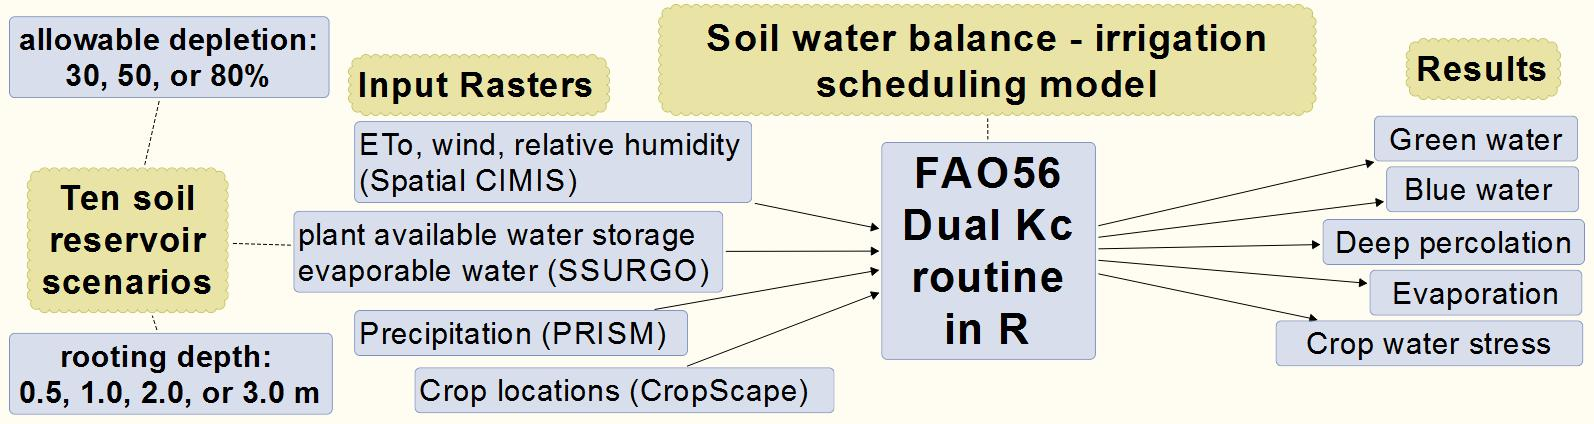 allowable depletion:
30, 50, or 80%
Ten soil
reservoir
scenarios
rooting depth:
0.5, 1.0, 2.0, or 3.0 m
Input Rasters
ETo, wind, relative humidity
(Spatial CIMIS)
plant available water storage
evaporable water (SSURGO)
Precipitation (PRISM)
Crop locations (CropScape)
Soil water balance - irrigation
scheduling model
FAO56
Dual Kc
routine
in R
Results
Green water
Blue water
Deep percolation
Evaporation
Crop water stress